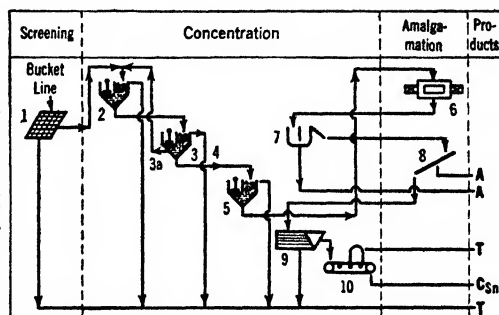 Screening
Concentration
Amalga-
mation
Pro-
ducts
Bucket
Line
1
2
3
3a
4
5
6
7
8
9
10
A
A
T
CSn
T